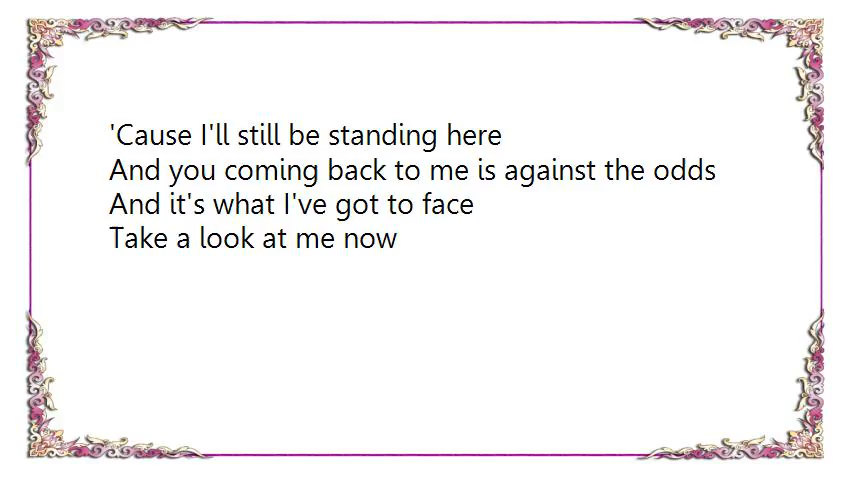 'Cause I'll still be standing here
And you coming back to me is against the odds
And it's what I've got to face
Take a look at me now